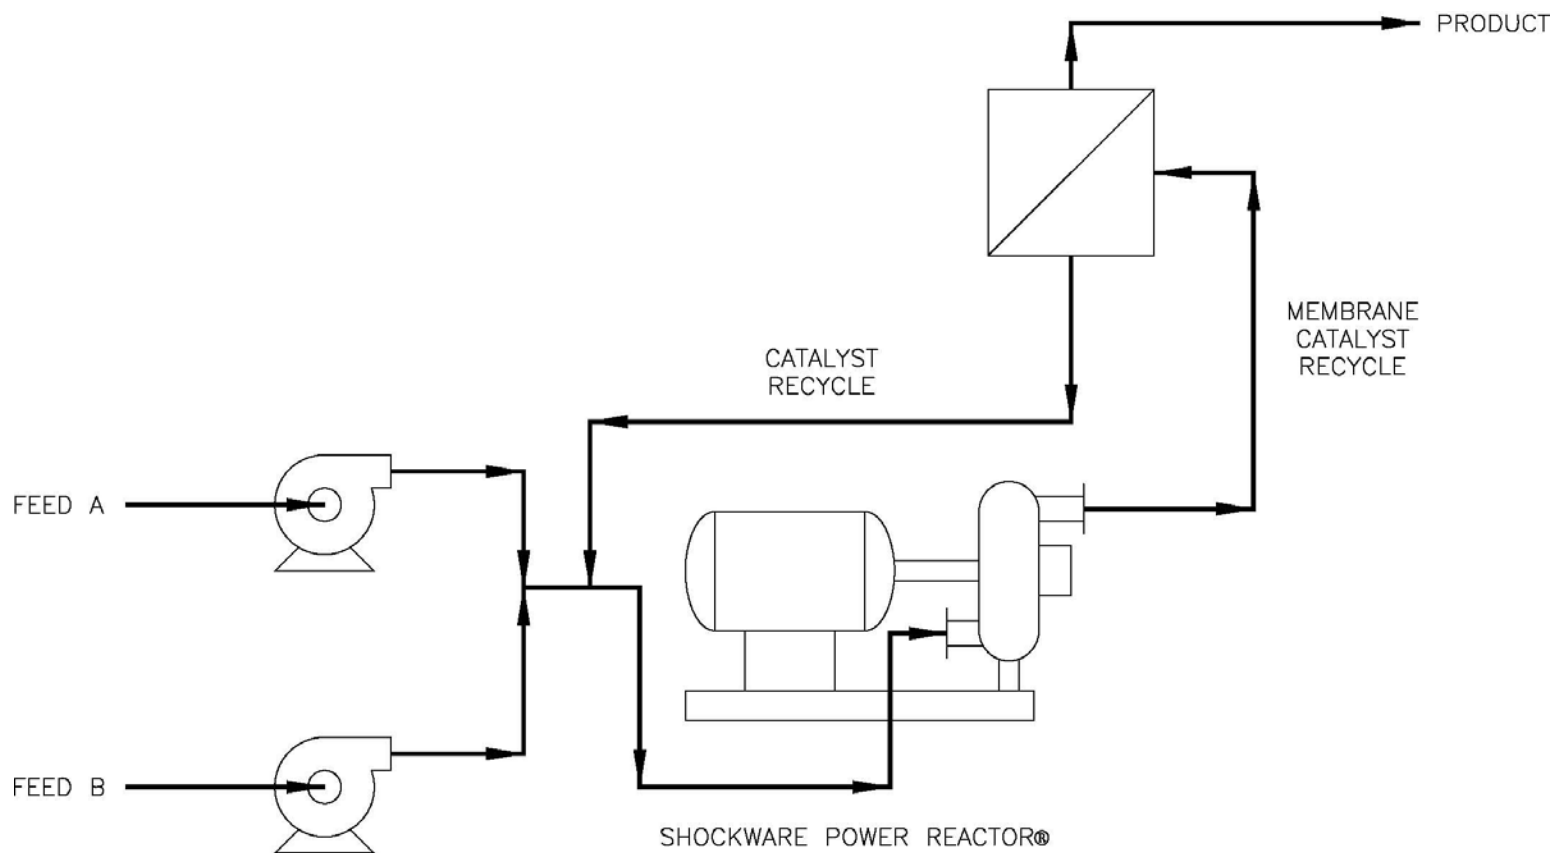 PRODUCT
MEMBRANE
CATALYST
RECYCLE
CATALYST
RECYCLE
FEED A
FEED B
SHOCKWARE POWER REACTOR®